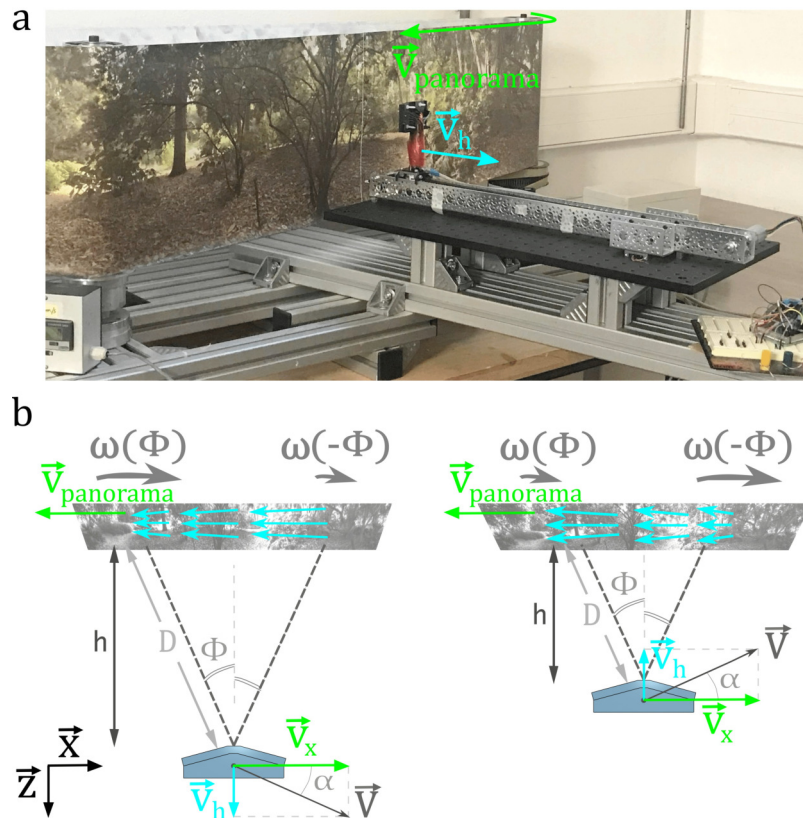 a
V⃗panorama
V⃗h
b
ω(Φ)
ω(-Φ)
V⃗panorama
h
D
Φ
X⃗
Z⃗
V⃗x
V⃗h
α
V⃗
ω(Φ)
ω(-Φ)
V⃗panorama
h
D
Φ
V⃗h
V⃗
α
V⃗x